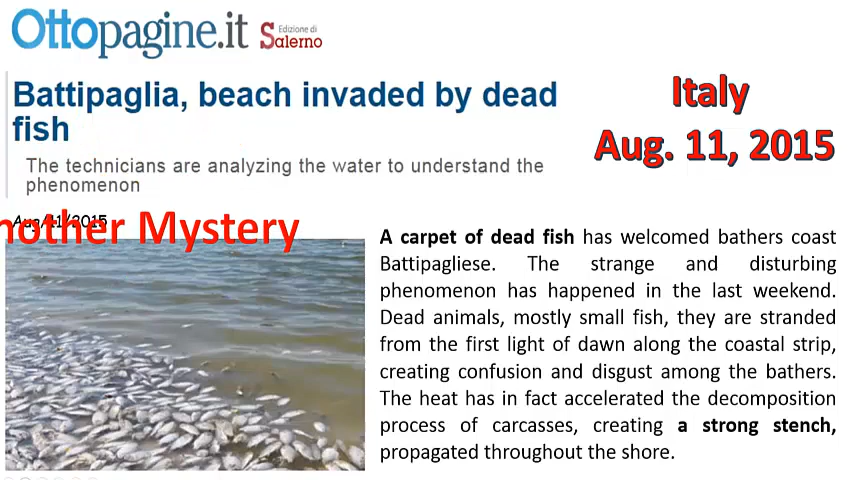 Ottopagine.it Edizione di Salerno
Battipaglia, beach invaded by dead
fish
The technicians are analyzing the water to understand the
phenomenon
Italy
Aug. 11, 2015
Aug/11/2015
nother Mystery
A carpet of dead fish has welcomed bathers coast
Battipagliese. The strange and disturbing
phenomenon has happened in the last weekend.
Dead animals, mostly small fish, they are stranded
from the first light of dawn along the coastal strip,
creating confusion and disgust among the bathers.
The heat has in fact accelerated the decomposition
process of carcasses, creating a strong stench,
propagated throughout the shore.